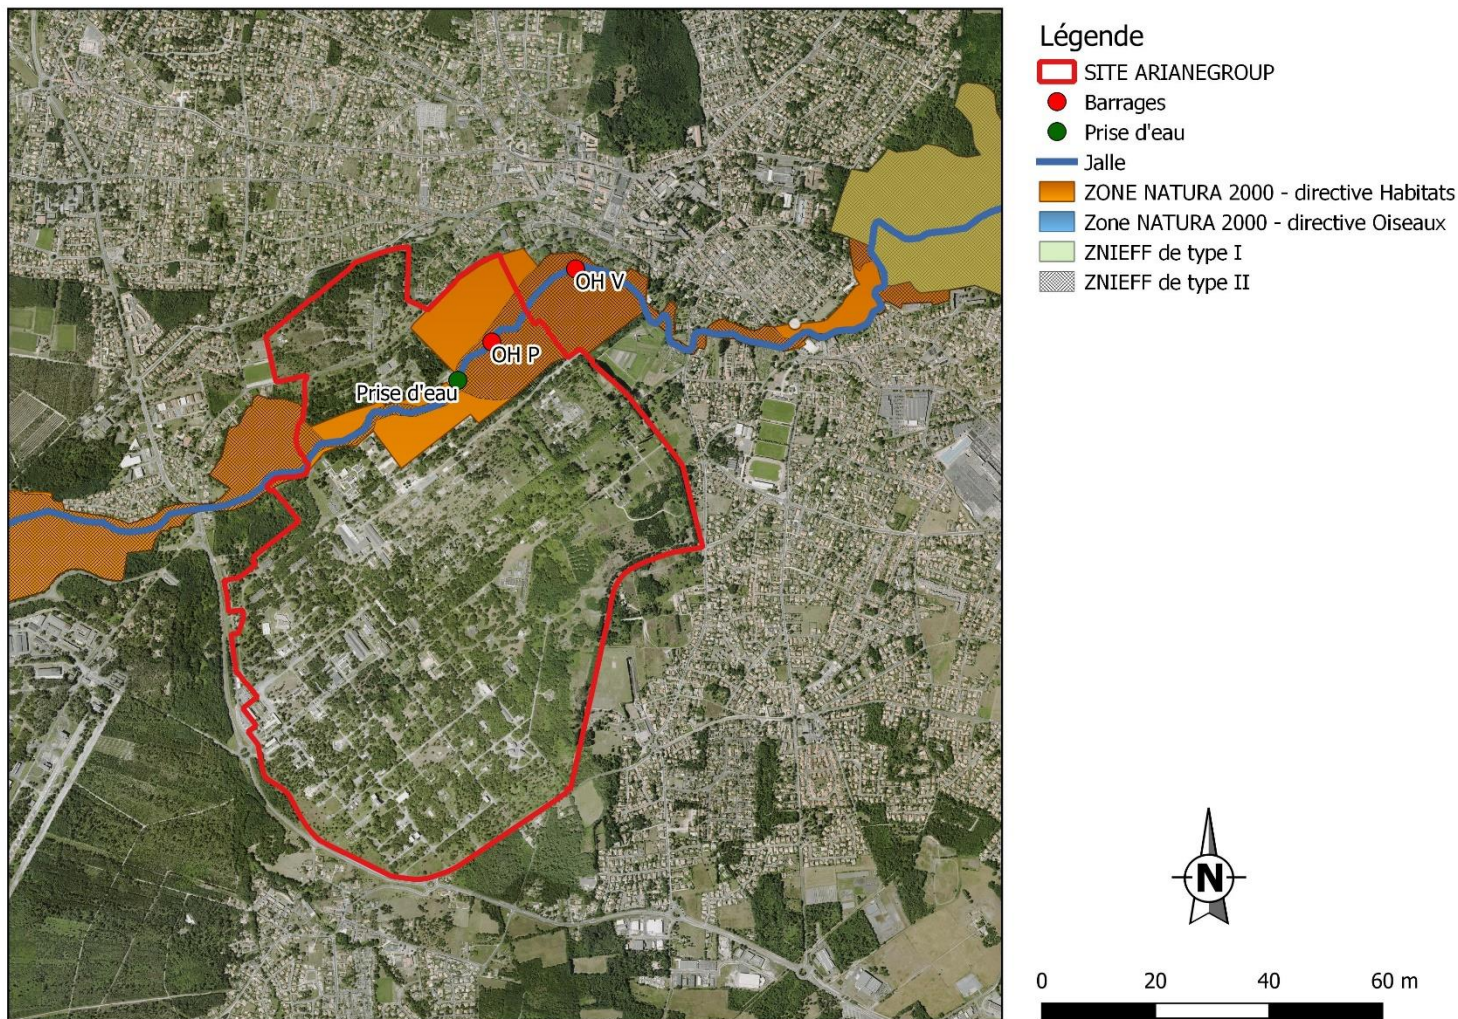 Légende
SITE ARIANEGROUP
Barrages
Prise d'eau
Jalle
ZONE NATURA 2000 - directive Habitats
Zone NATURA 2000 - directive Oiseaux
ZNIEFF de type I
ZNIEFF de type II
OH V
OH P
Prise d'eau
N
0 20 40 60 m